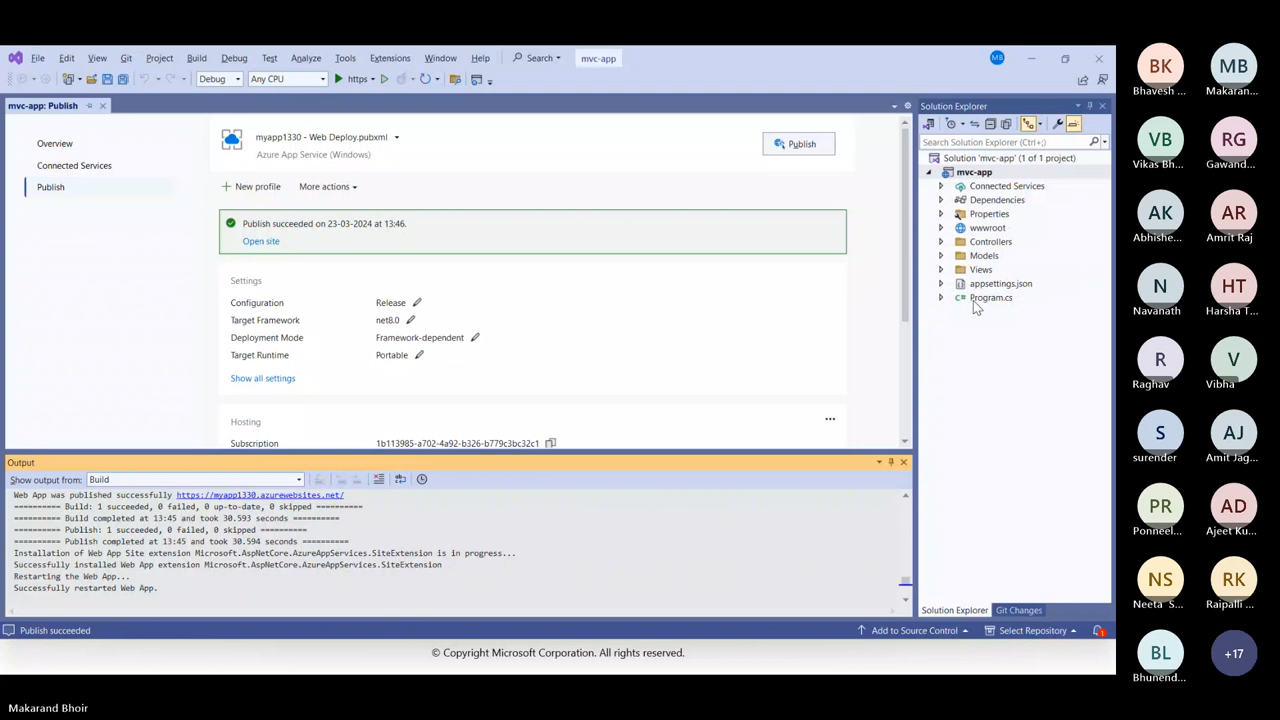 File Edit View Git Project Build Debug Test Analyze Tools Extensions Window Help Search mvc-app MB
Debug Any CPU https
mvc-app: Publish
Overview
Connected Services
Publish
myapp1330 - Web Deploy.pubxml
Azure App Service (Windows)
Publish
New profile More actions
Publish succeeded on 23-03-2024 at 13:46.
Open site
Settings
Configuration Release
Target Framework net8.0
Deployment Mode Framework-dependent
Target Runtime Portable
Show all settings
Hosting
Subscription 1b113985-a702-4a92-b326-b779c3bc32c1
Solution Explorer
Search Solution Explorer (Ctrl+;)
Solution 'mvc-app' (1 of 1 project)
mvc-app
Connected Services
Dependencies
Properties
wwwroot
Controllers
Models
Views
appsettings.json
C# Program.cs
Solution Explorer Git Changes
Output
Show output from: Build
Web App was published successfully https://myapp1330.azurewebsites.net/
========== Build: 1 succeeded, 0 failed, 0 up-to-date, 0 skipped ==========
========== Build completed at 13:45 and took 30.593 seconds ==========
========== Publish: 1 succeeded, 0 failed, 0 skipped ==========
========== Publish completed at 13:45 and took 30.594 seconds ==========
Installation of Web App Site extension Microsoft.AspNetCore.AzureAppServices.SiteExtension is in progress...
Successfully installed Web App extension Microsoft.AspNetCore.AzureAppServices.SiteExtension
Restarting the Web App...
Successfully restarted Web App.
Publish succeeded Add to Source Control Select Repository 1
© Copyright Microsoft Corporation. All rights reserved.
Makarand Bhoir
BK MB
Bhavesh ... Makaran...
VB RG
Vikas Bh... Gawand...
AK AR
Abhishe... Amrit Raj
N HT
Navanath Harsha T...
R V
Raghav Vibha
S AJ
surender Amit Jag...
PR AD
Ponneel... Ajeet Ku...
NS RK
Neeta S... Raipalli ...
BL +17
Bhunend...